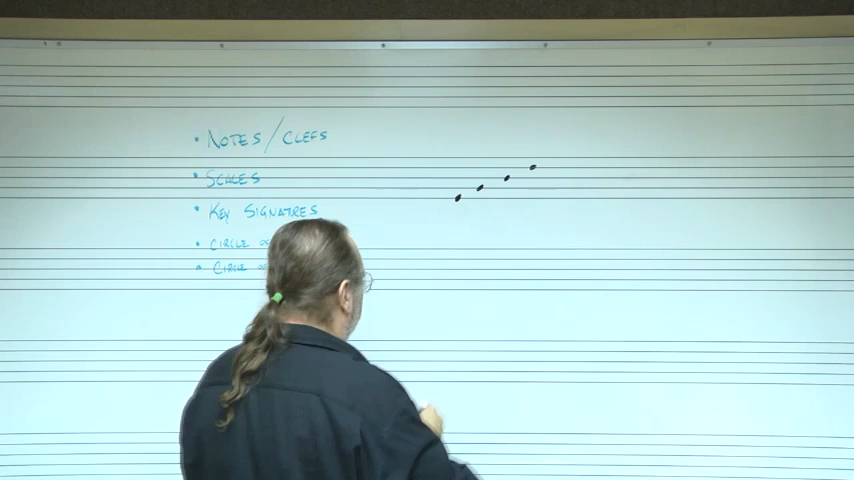 • NOTES/CLEFS
• SCALES
• KEY SIGNATURES
• CIRCLE
• CIRCLE